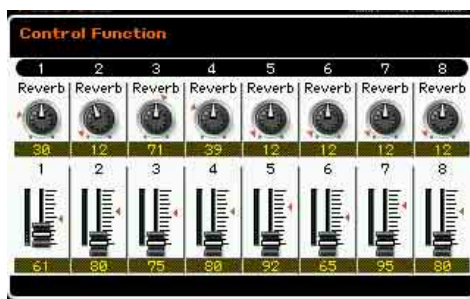 Control Function
1 2 3 4 5 6 7 8
Reverb Reverb Reverb Reverb Reverb Reverb Reverb Reverb
30 12 71 39 12 12 12 12
1 2 3 4 5 6 7 8
61 80 75 80 92 65 95 80